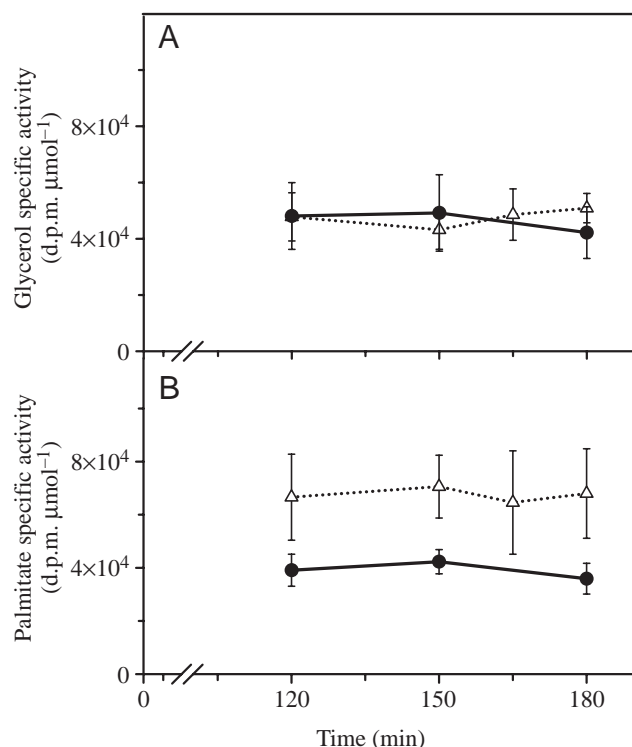 A
Glycerol specific activity
(d.p.m. μmol⁻¹)
8×10⁴
4×10⁴
0
B
Palmitate specific activity
(d.p.m. μmol⁻¹)
8×10⁴
4×10⁴
0
0 120 150 180
Time (min)